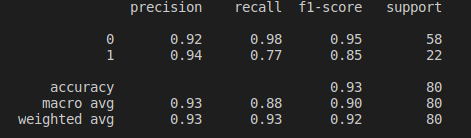 precision recall f1-score support
0 0.92 0.98 0.95 58
1 0.94 0.77 0.85 22
accuracy 0.93 80
macro avg 0.93 0.88 0.90 80
weighted avg 0.93 0.93 0.92 80